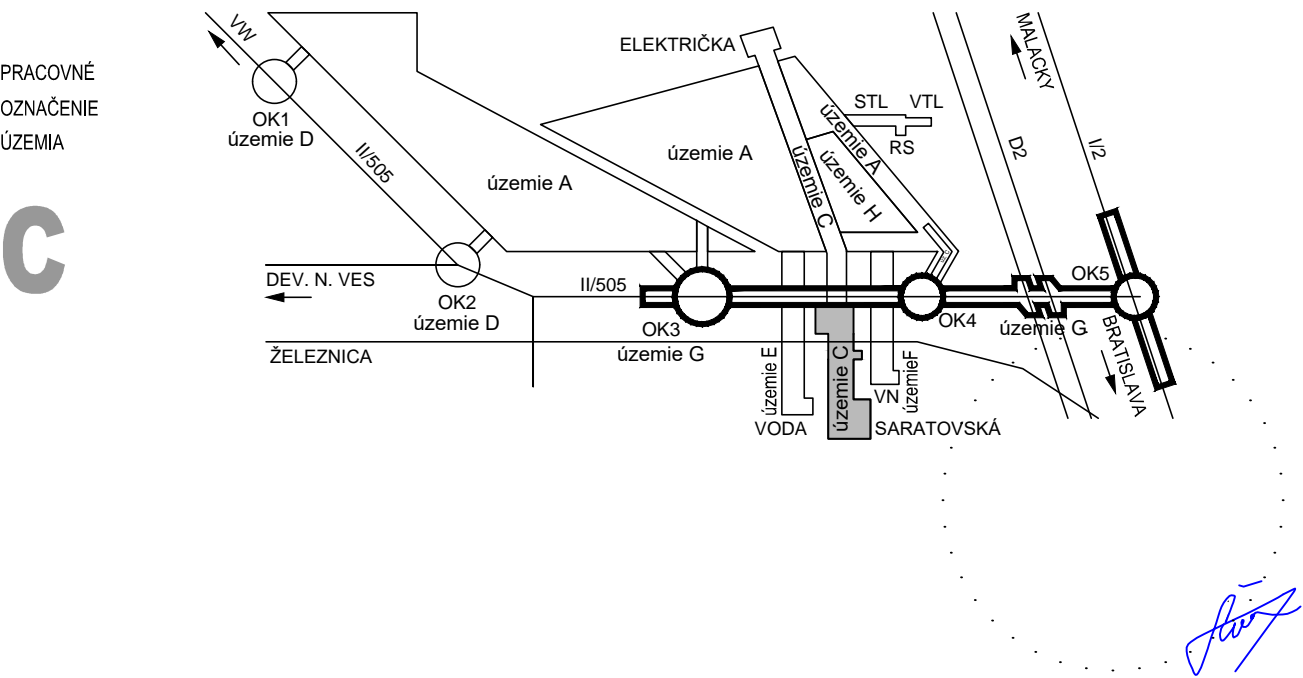 PRACOVNÉ
OZNAČENIE
ÚZEMIA
C
VW
OK1
územie D
II/505
územie A
územie A
ELEKTRIČKA
územie C
územie A
územie H
STL VTL
RS
D2
I/2
MALACKY
DEV. N. VES
OK2
územie D
II/505
OK3
územie G
OK4
OK5
územie G
BRATISLAVA
ŽELEZNICA
územie E
VODA
územie C
SARATOVSKÁ
VN
územieF